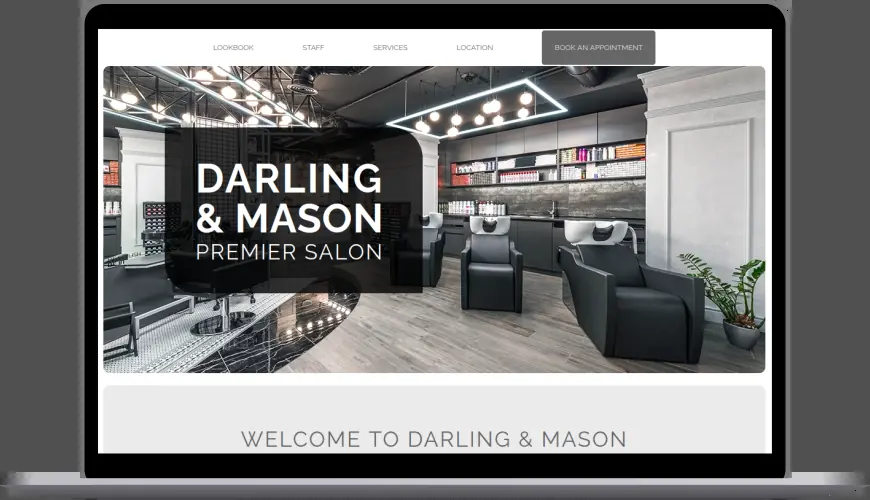 LOOKBOOK
STAFF
SERVICES
LOCATION
BOOK AN APPOINTMENT
DARLING
& MASON
PREMIER SALON
WELCOME TO DARLING & MASON